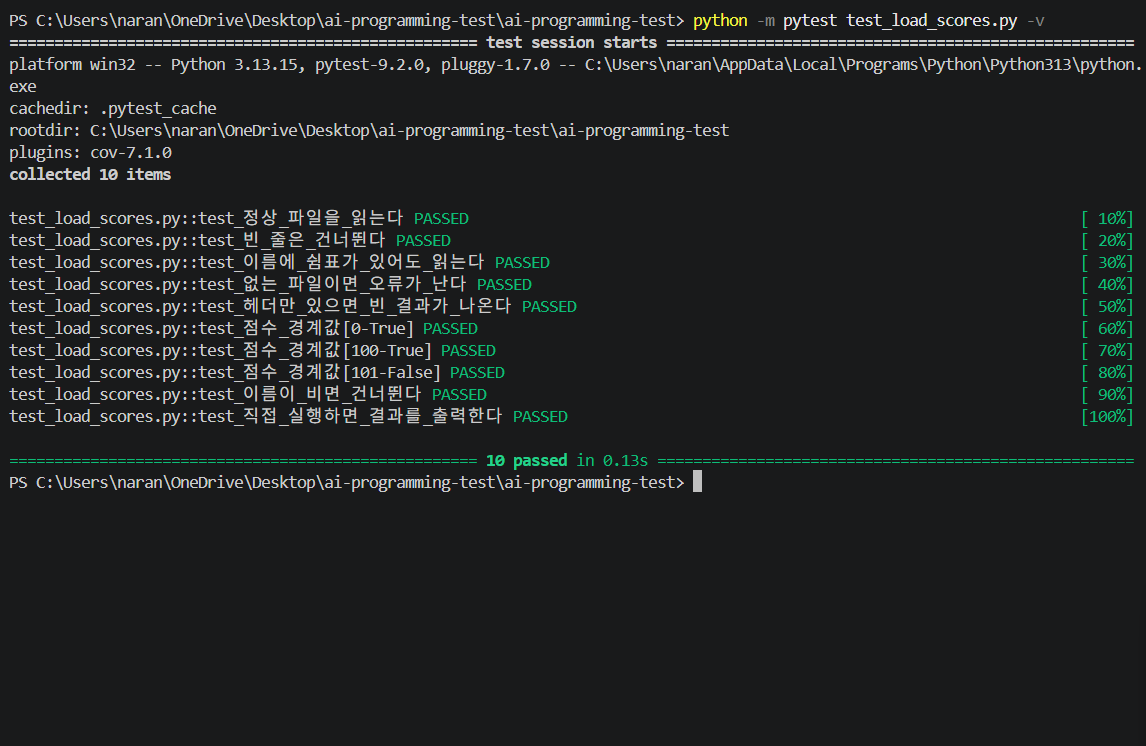 PS C:\Users\naran\OneDrive\Desktop\ai-programming-test\ai-programming-test> python -m pytest test_load_scores.py -v
================================================== test session starts ==================================================
platform win32 -- Python 3.13.15, pytest-9.2.0, pluggy-1.7.0 -- C:\Users\naran\AppData\Local\Programs\Python\Python313\python.
exe
cachedir: .pytest_cache
rootdir: C:\Users\naran\OneDrive\Desktop\ai-programming-test\ai-programming-test
plugins: cov-7.1.0
collected 10 items
test_load_scores.py::test_정상_파일을_읽는다 PASSED [ 10%]
test_load_scores.py::test_빈_줄은_건너뛴다 PASSED [ 20%]
test_load_scores.py::test_이름에_쉼표가_있어도_읽는다 PASSED [ 30%]
test_load_scores.py::test_없는_파일이면_오류가_난다 PASSED [ 40%]
test_load_scores.py::test_헤더만_있으면_빈_결과가_나온다 PASSED [ 50%]
test_load_scores.py::test_점수_경계값[0-True] PASSED [ 60%]
test_load_scores.py::test_점수_경계값[100-True] PASSED [ 70%]
test_load_scores.py::test_점수_경계값[101-False] PASSED [ 80%]
test_load_scores.py::test_이름이_비면_건너뛴다 PASSED [ 90%]
test_load_scores.py::test_직접_실행하면_결과를_출력한다 PASSED [100%]
================================================== 10 passed in 0.13s ==================================================
PS C:\Users\naran\OneDrive\Desktop\ai-programming-test\ai-programming-test>